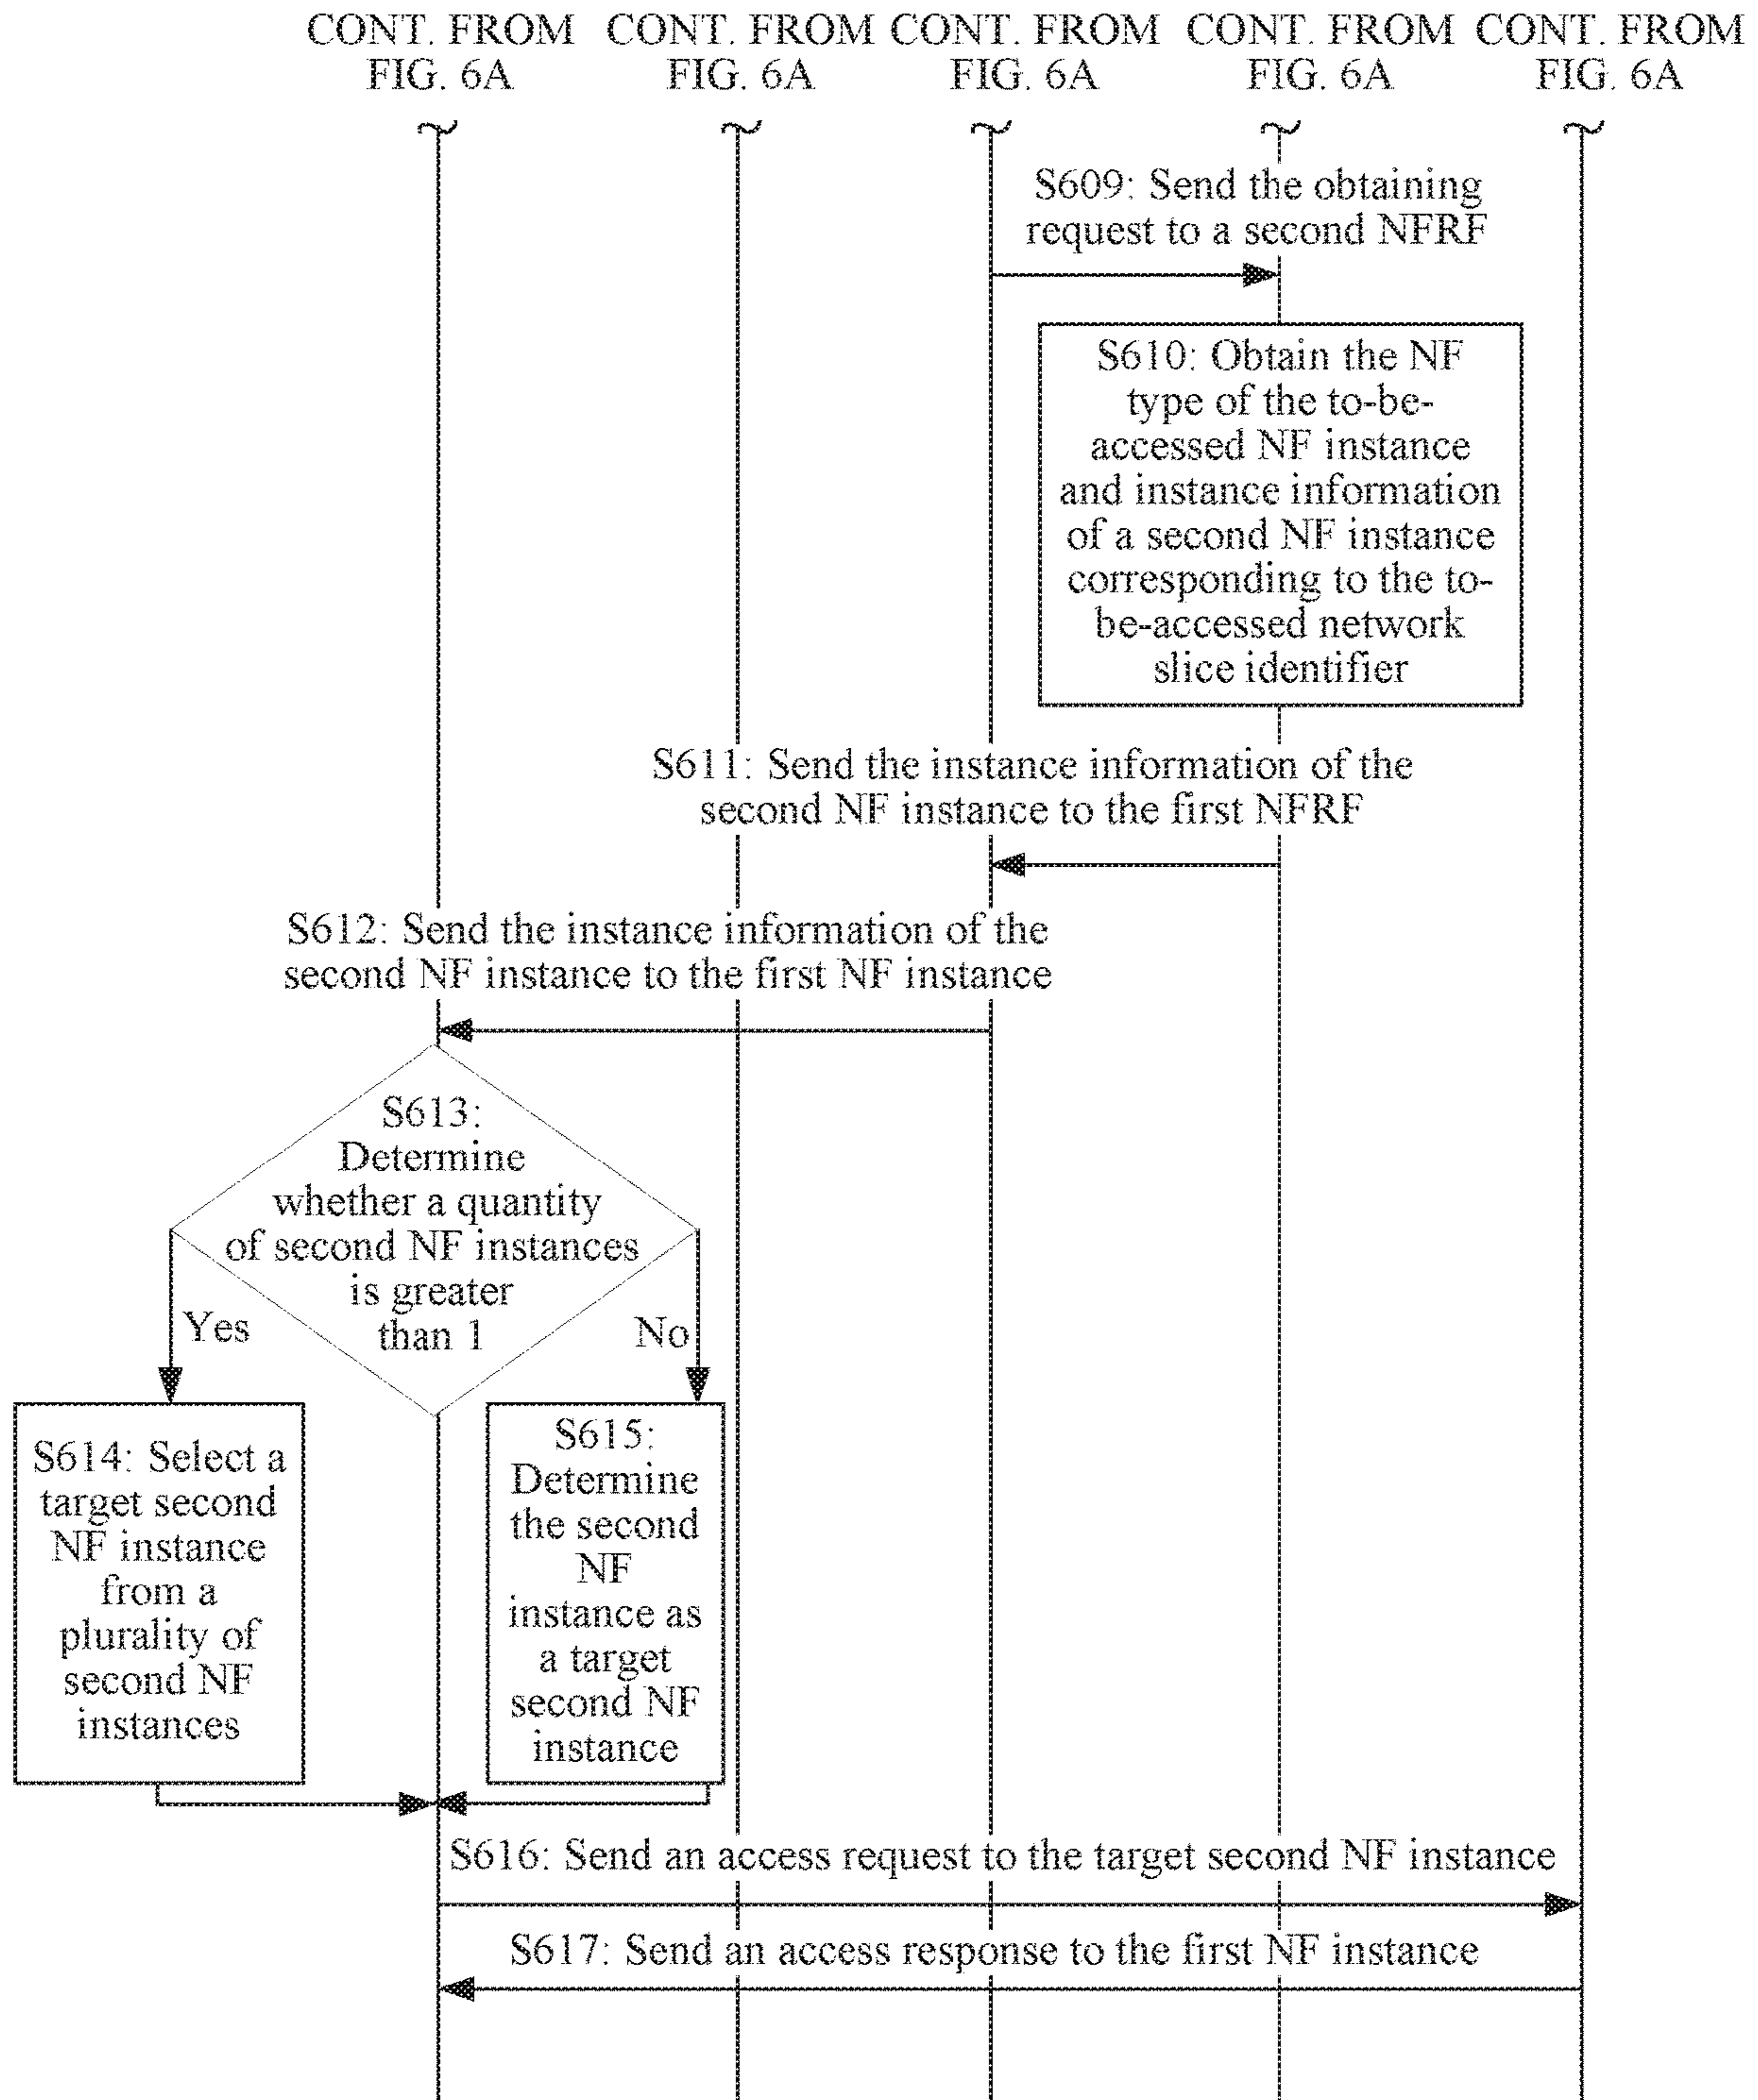 CONT. FROM CONT. FROM CONT. FROM CONT. FROM CONT. FROM
FIG. 6A FIG. 6A FIG. 6A FIG. 6A FIG. 6A
S609: Send the obtaining
request to a second NFRF
S610: Obtain the NF
type of the to-be-
accessed NF instance
and instance information
of a second NF instance
corresponding to the to-
be-accessed network
slice identifier
S611: Send the instance information of the
second NF instance to the first NFRF
S612: Send the instance information of the
second NF instance to the first NF instance
S613:
Determine
whether a quantity
of second NF instances
is greater
than 1
Yes
No
S614: Select a
target second
NF instance
from a
plurality of
second NF
instances
S615:
Determine
the second
NF
instance as
a target
second NF
instance
S616: Send an access request to the target second NF instance
S617: Send an access response to the first NF instance